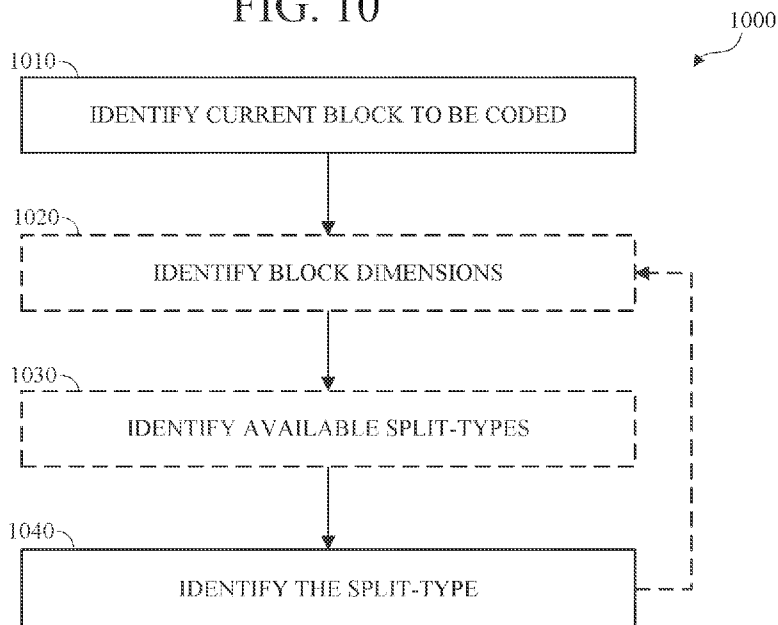 FIG. 10
1000
1010
IDENTIFY CURRENT BLOCK TO BE CODED
1020
IDENTIFY BLOCK DIMENSIONS
1030
IDENTIFY AVAILABLE SPLIT-TYPES
1040
IDENTIFY THE SPLIT-TYPE